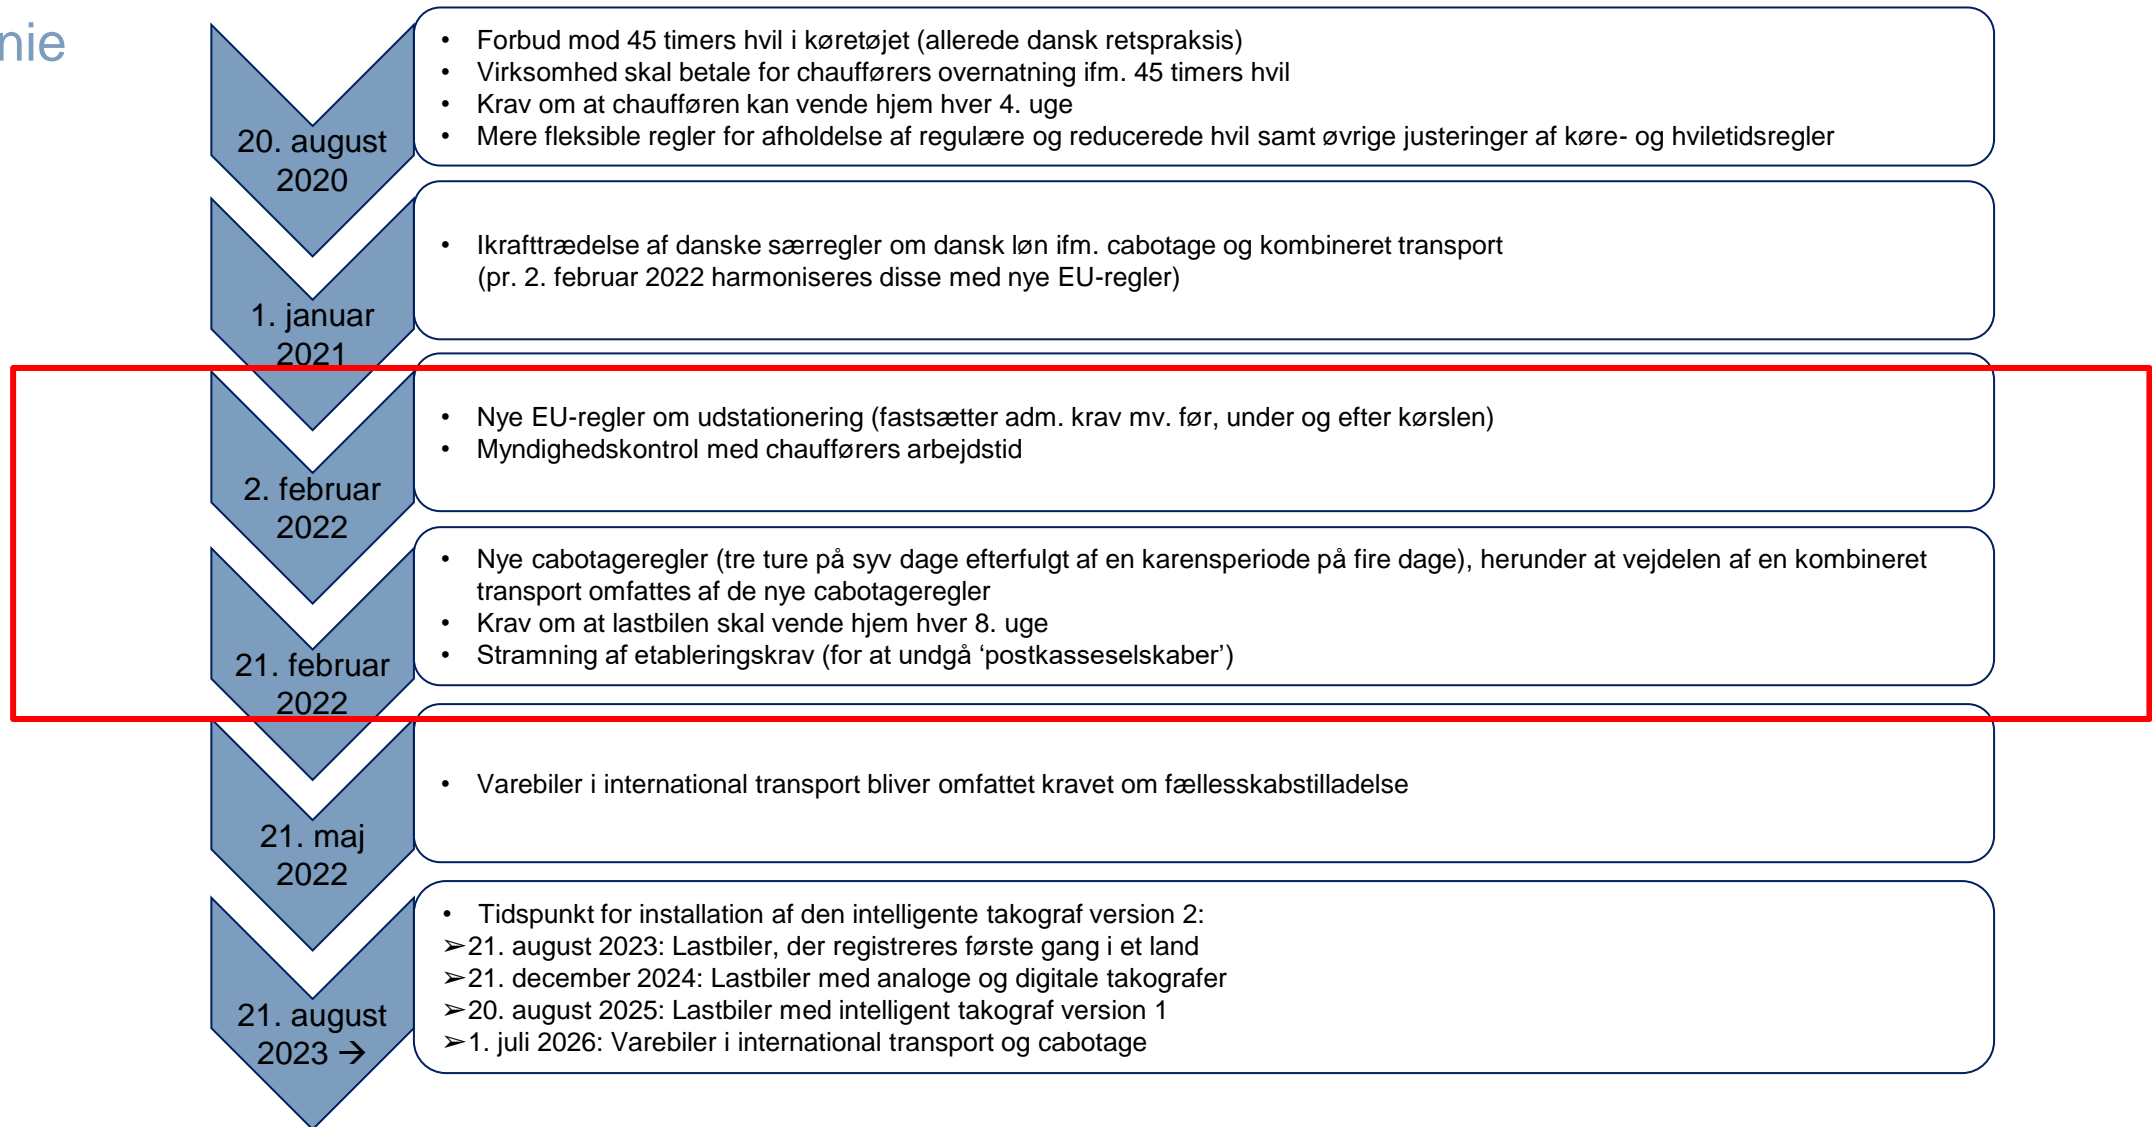 nie
• Forbud mod 45 timers hvil i køretøjet (allerede dansk retspraksis)
• Virksomhed skal betale for chaufførers overnatning ifm. 45 timers hvil
• Krav om at chaufføren kan vende hjem hver 4. uge
• Mere fleksible regler for afholdelse af regulære og reducerede hvil samt øvrige justeringer af køre- og hviletidsregler
20. august
2020
• Ikrafttrædelse af danske særregler om dansk løn ifm. cabotage og kombineret transport
(pr. 2. februar 2022 harmoniseres disse med nye EU-regler)
1. januar
2021
• Nye EU-regler om udstationering (fastsætter adm. krav mv. før, under og efter kørslen)
• Myndighedskontrol med chaufførers arbejdstid
2. februar
2022
• Nye cabotageregler (tre ture på syv dage efterfulgt af en karensperiode på fire dage), herunder at vejdelen af en kombineret
transport omfattes af de nye cabotageregler
• Krav om at lastbilen skal vende hjem hver 8. uge
• Stramning af etableringskrav (for at undgå ‘postkasseselskaber’)
21. februar
2022
• Varebiler i international transport bliver omfattet kravet om fællesskabstilladelse
21. maj
2022
• Tidspunkt for installation af den intelligente takograf version 2:
➢21. august 2023: Lastbiler, der registreres første gang i et land
➢21. december 2024: Lastbiler med analoge og digitale takografer
➢20. august 2025: Lastbiler med intelligent takograf version 1
➢1. juli 2026: Varebiler i international transport og cabotage
21. august
2023 →